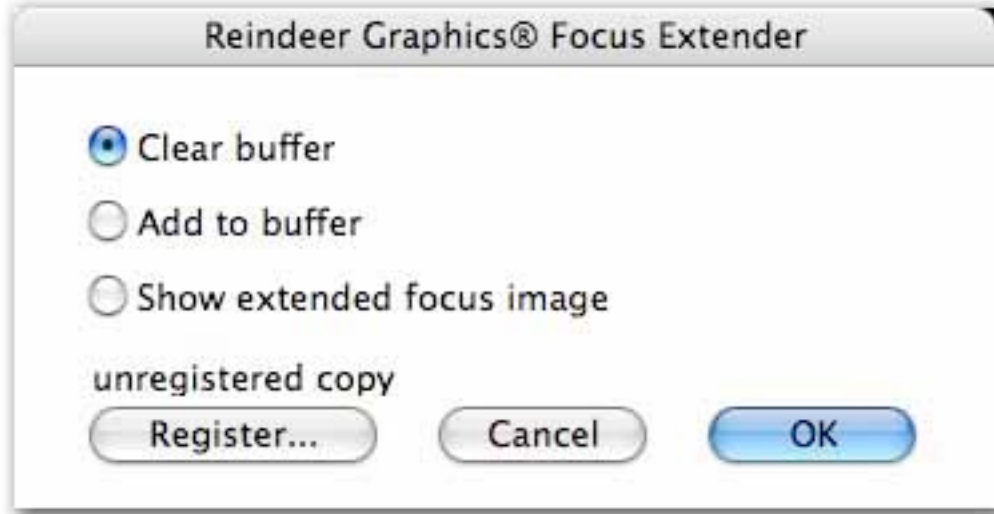 Reindeer Graphics® Focus Extender
Clear buffer
Add to buffer
Show extended focus image
unregistered copy
Register... Cancel OK